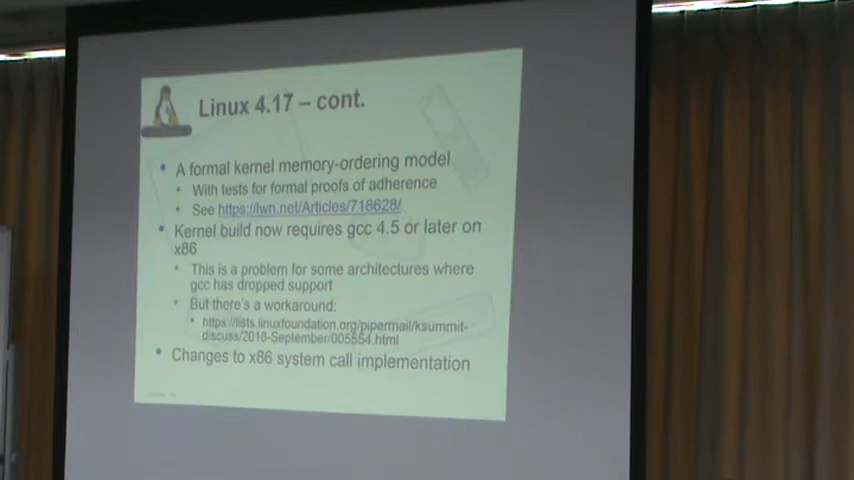 Linux 4.17 – cont.
• A formal kernel memory-ordering model
• With tests for formal proofs of adherence
• See https://lwn.net/Articles/718628/
• Kernel build now requires gcc 4.5 or later on
x86
• This is a problem for some architectures where
gcc has dropped support
• But there's a workaround:
• https://lists.linuxfoundation.org/pipermail/ksummit-
discuss/2018-September/005554.html
• Changes to x86 system call implementation